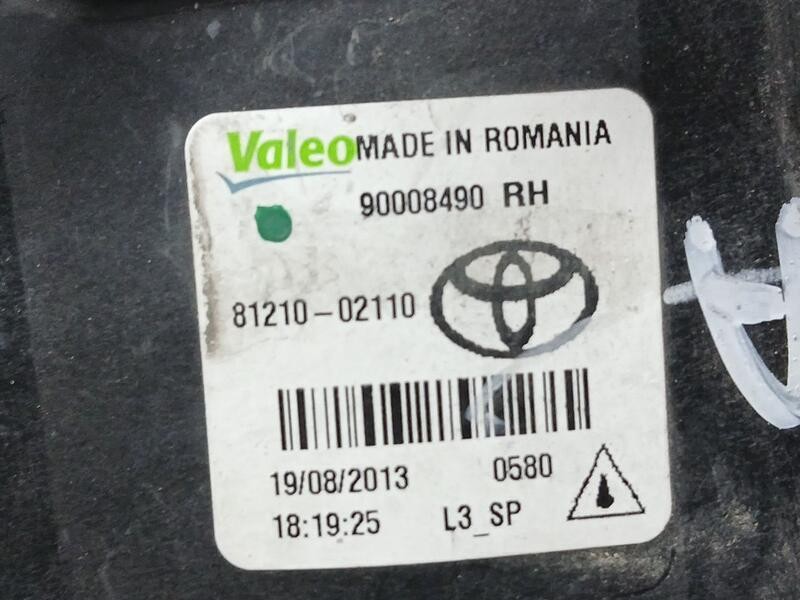 Valeo MADE IN ROMANIA
90008490 RH
81210-02110
19/08/2013 0580
18:19:25 L3_SP